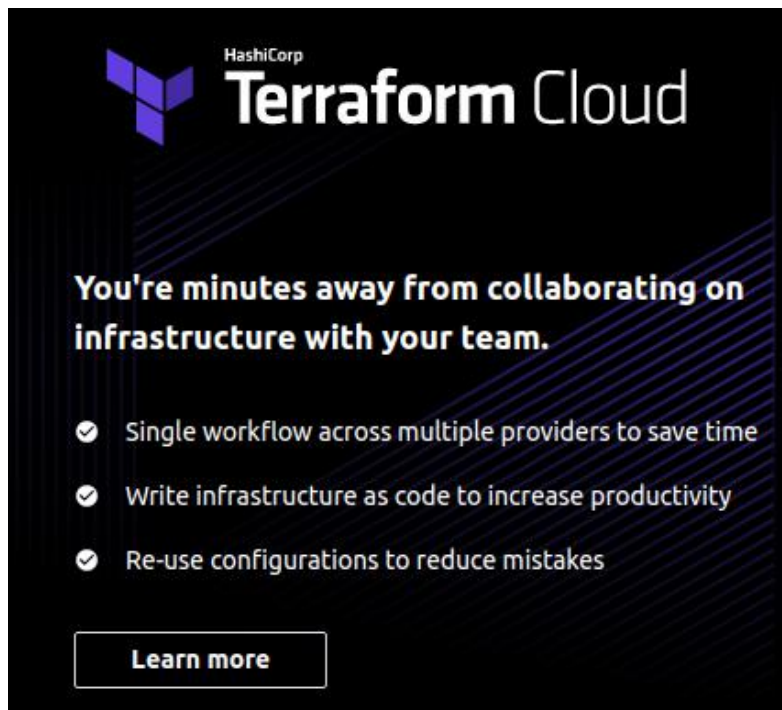 HashiCorp
Terraform Cloud
You're minutes away from collaborating on
infrastructure with your team.
Single workflow across multiple providers to save time
Write infrastructure as code to increase productivity
Re-use configurations to reduce mistakes
Learn more